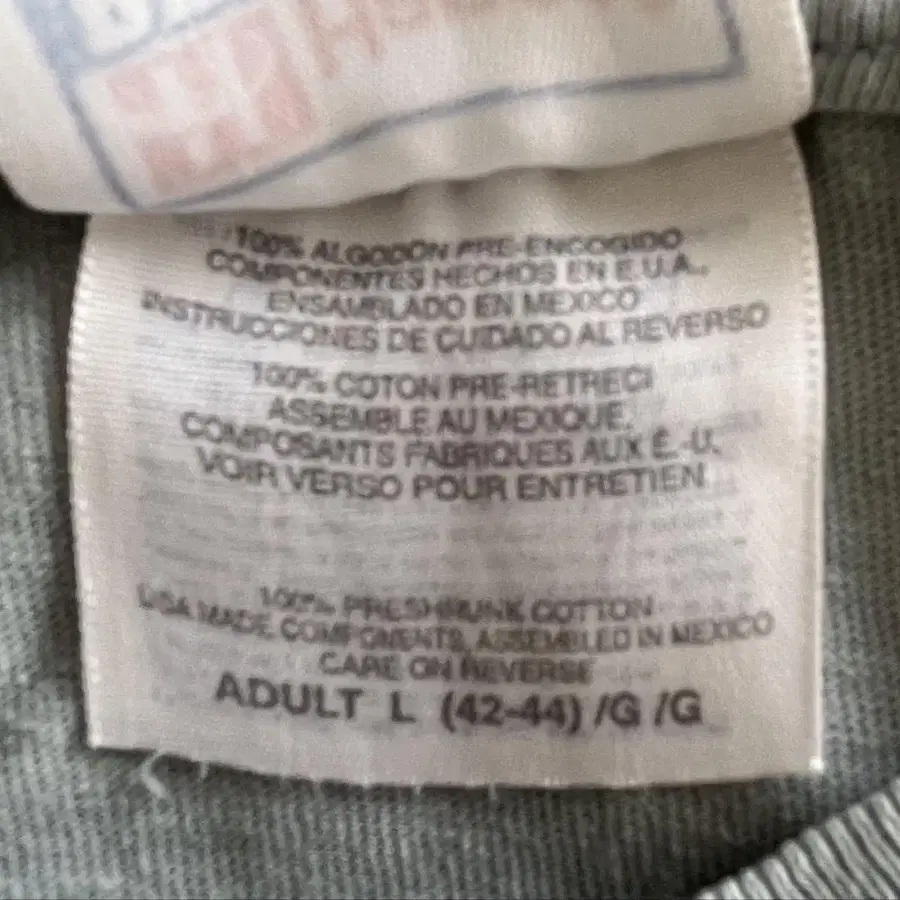 100% ALGODON PRE-ENCOGIDO
COMPONENTES HECHOS EN E.U.A.,
ENSAMBLADO EN MEXICO
INSTRUCCIONES DE CUIDADO AL REVERSO
100% COTON PRE-RETRECI
ASSEMBLE AU MEXIQUE.
COMPOSANTS FABRIQUES AUX É.-U.
VOIR VERSO POUR ENTRETIEN
100% PRESHRUNK COTTON
USA MADE COMPONENTS, ASSEMBLED IN MEXICO
CARE ON REVERSE
ADULT L (42-44) /G /G